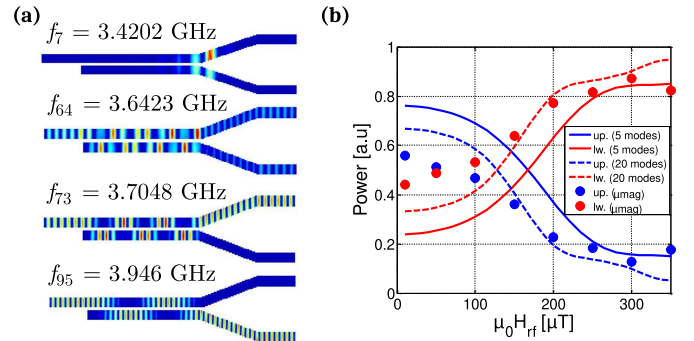 (a)
f7 = 3.4202 GHz
f64 = 3.6423 GHz
f73 = 3.7048 GHz
f95 = 3.946 GHz
(b)
Power [a.u]
1
0.8
0.6
0.4
0.2
0
0
100
200
300
μ0Hrf [μT]
up. (5 modes)
lw. (5 modes)
up. (20 modes)
lw. (20 modes)
up. (μmag)
lw. (μmag)